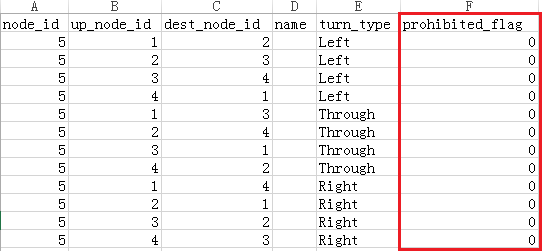 A B C D E F
node_id up_node_id dest_node_id name turn_type prohibited_flag
5 1 2 Left 0
5 2 3 Left 0
5 3 4 Left 0
5 4 1 Left 0
5 1 3 Through 0
5 2 4 Through 0
5 3 1 Through 0
5 4 2 Through 0
5 1 4 Right 0
5 2 1 Right 0
5 3 2 Right 0
5 4 3 Right 0